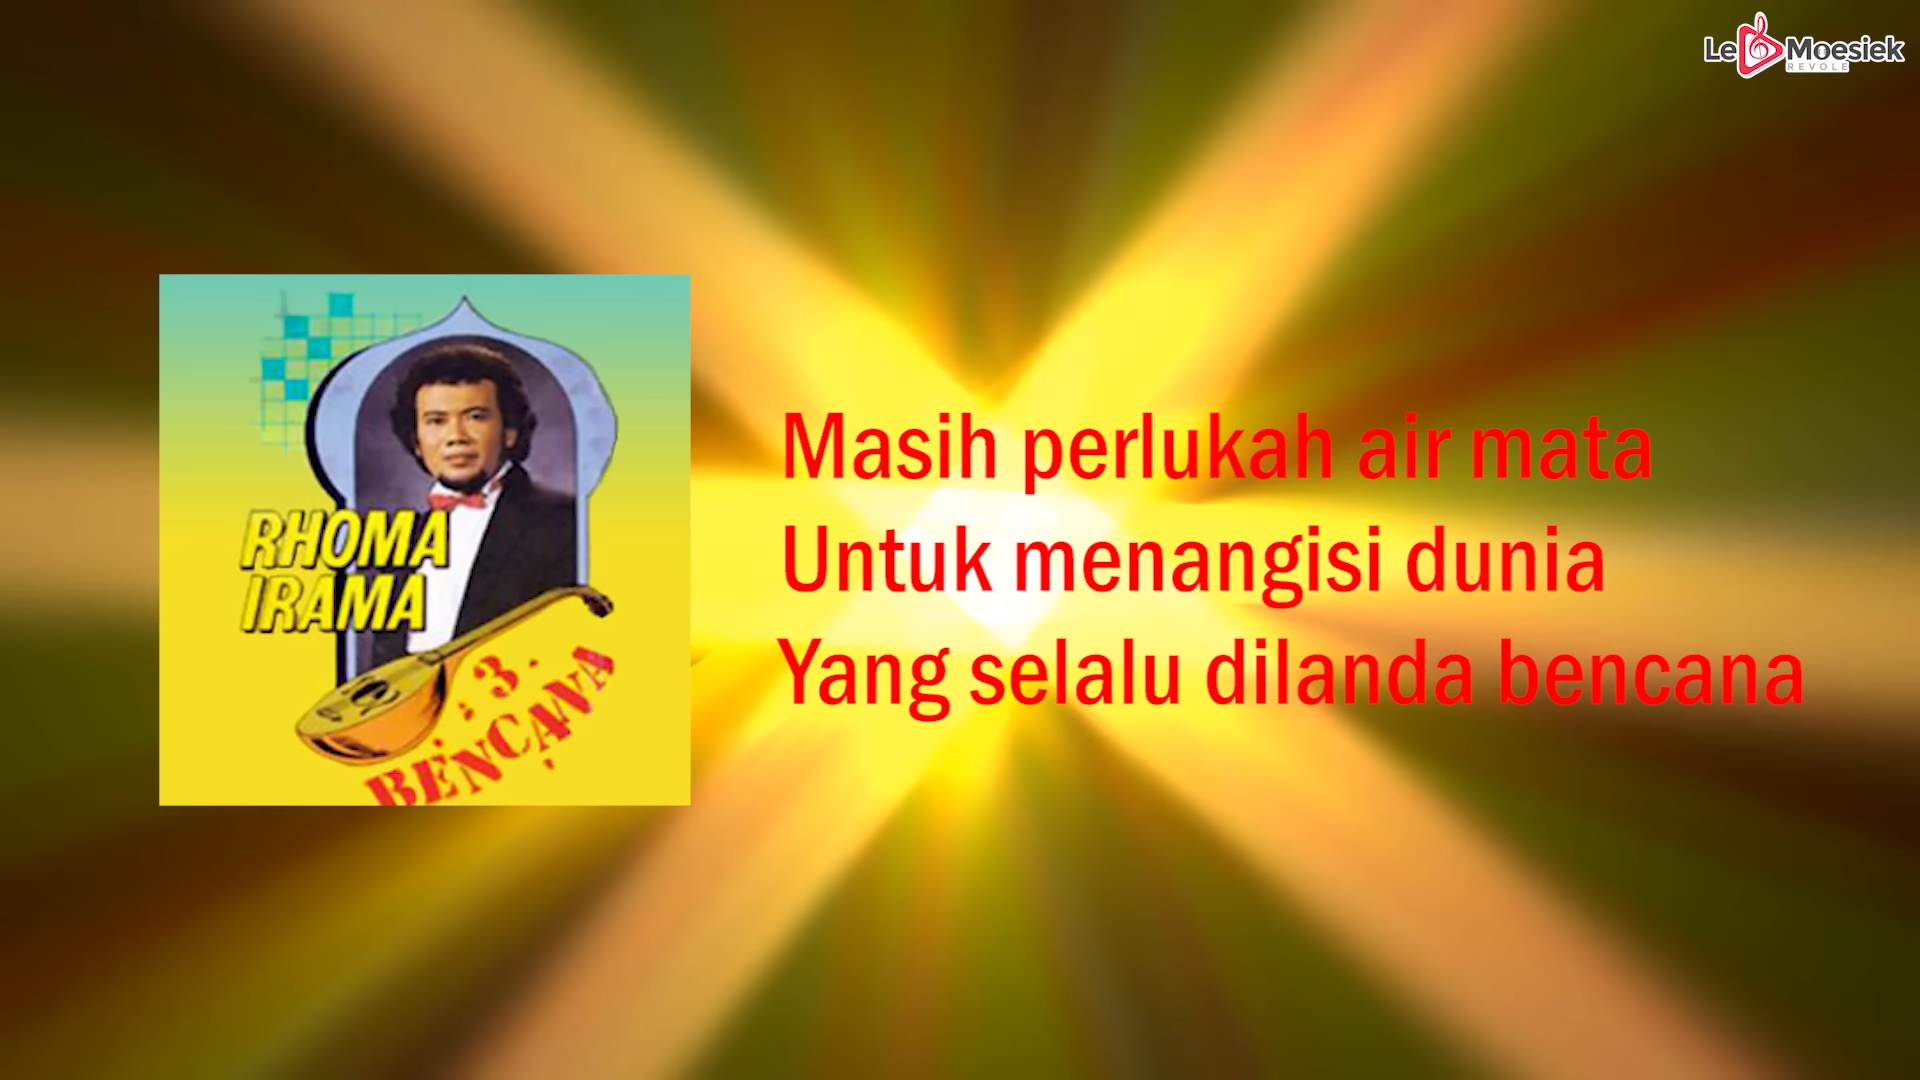 Le Moesiek
REVOLE
RHOMA
IRAMA
3
BENCANA
Masih perlukah air mata
Untuk menangisi dunia
Yang selalu dilanda bencana